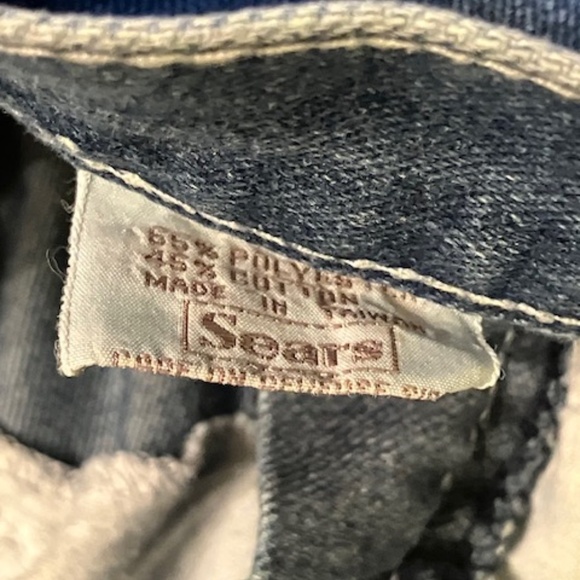 55% POLYESTER
45% COTTON
MADE IN TAIWAN
Sears